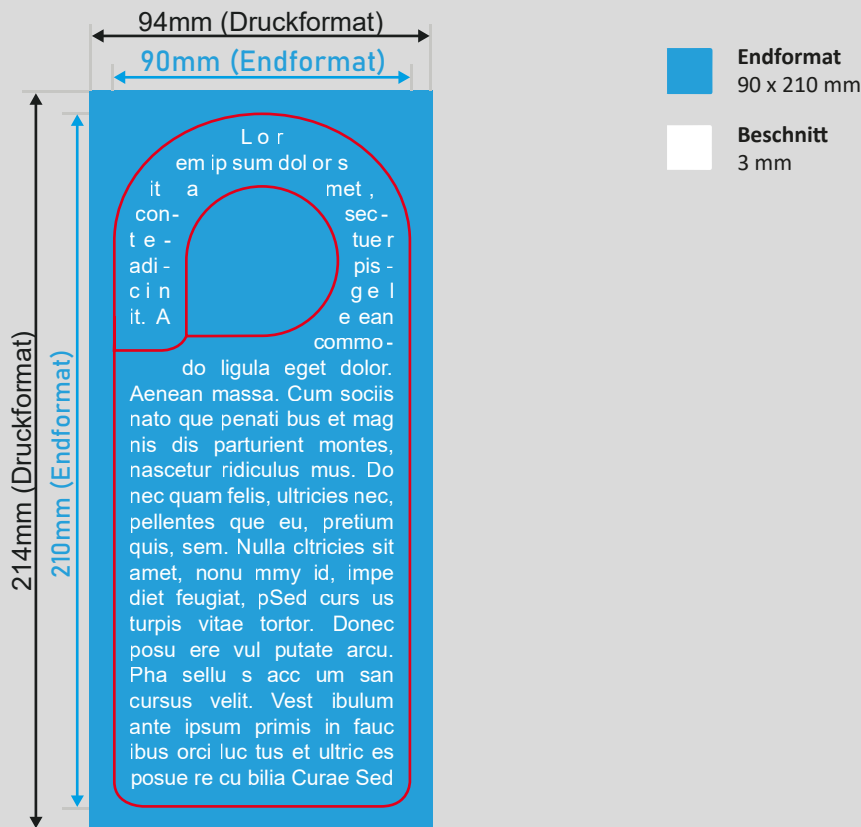 94mm (Druckformat)
90mm (Endformat)
Endformat
90 x 210 mm
Beschnitt
3 mm
214mm (Druckformat)
210mm (Endformat)
L o r
em ip sum dol or s
it a met ,
con- sec-
t e - tue r
adi - pis -
c i n g e l
it. A e ean
commo-
do ligula eget dolor.
Aenean massa. Cum sociis
nato que penati bus et mag
nis dis parturient montes,
nascetur ridiculus mus. Do
nec quam felis, ultricies nec,
pellentes que eu, pretium
quis, sem. Nulla cltricies sit
amet, nonu mmy id, impe
diet feugiat, pSed curs us
turpis vitae tortor. Donec
posu ere vul putate arcu.
Pha sellu s acc um san
cursus velit. Vest ibulum
ante ipsum primis in fauc
ibus orci luc tus et ultric es
posue re cu bilia Curae Sed